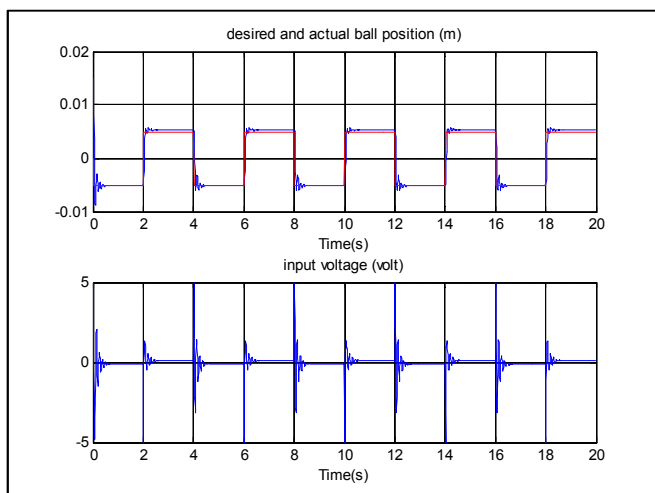 desired and actual ball position (m)
0.02
0.01
0
-0.01
0 2 4 6 8 10 12 14 16 18 20
Time(s)
input voltage (volt)
5
0
-5
0 2 4 6 8 10 12 14 16 18 20
Time(s)